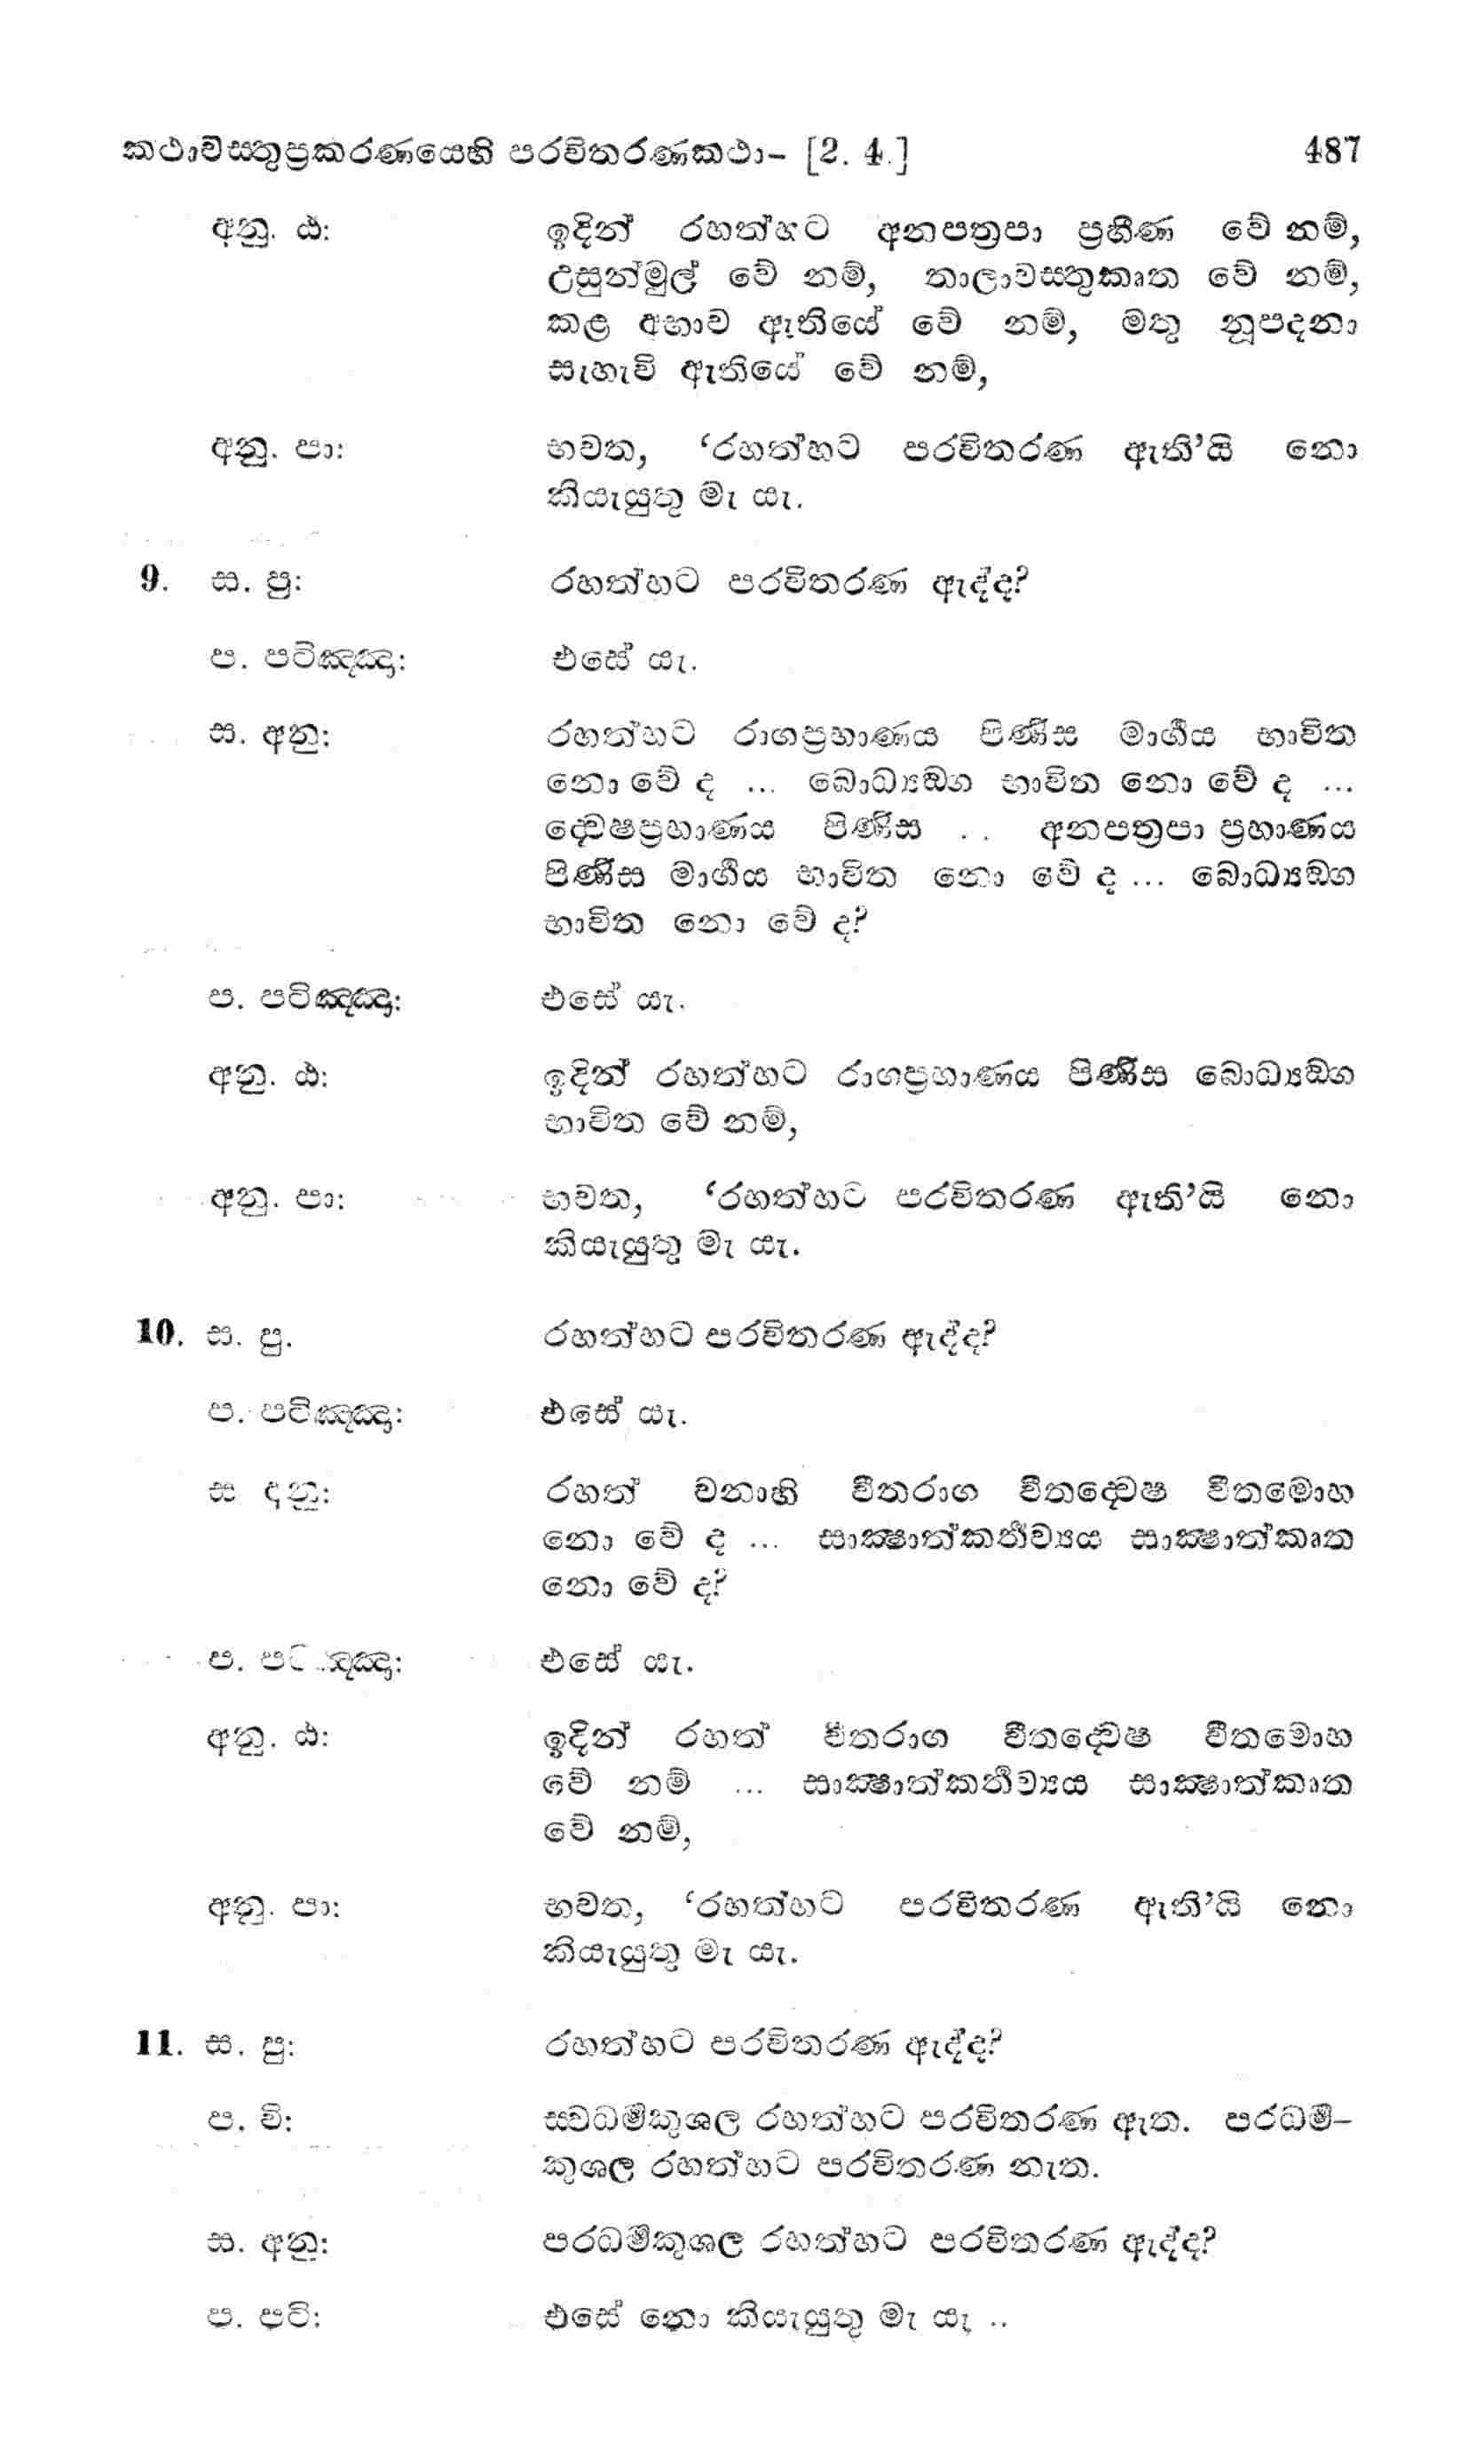 කථාවස්තුප්‍රකරණයෙහි පරවිතරණකථා- [2. 4.] 487
අනු. ඨ: ඉදින් රහත්හට අනපත්‍රපා ප්‍රහීණ වේ නම්,
උසුන්මුල් වේ නම්, තාලාවස්තුකෘත වේ නම්,
කළ අභාව ඇතියේ වේ නම්, මතු නූපදනා
සැහැවි ඇතියේ වේ නම්,
අනු. පා: භවත, ‘රහත්හට පරවිතරණ ඇති’යි නො
කියැයුතු මැ යැ.
9. ස. පු: රහත්හට පරවිතරණ ඇද්ද?
ප. පටිඤ්ඤා: එසේ යැ.
ස. අනු: රහත්හට රාගප්‍රහාණය පිණිස මාර්‍ගය භාවිත
නො වේ ද ... බොධ්‍යඞ්ග භාවිත නො වේ ද ...
ද්වේෂප්‍රහාණය පිණිස . . අනපත්‍රපා ප්‍රහාණය
පිණිස මාර්‍ගය භාවිත නො වේ ද ... බොධ්‍යඞ්ග
භාවිත නො වේ ද?
ප. පටිඤ්ඤා: එසේ යැ.
අනු. ඨ: ඉදින් රහත්හට රාගප්‍රහාණය පිණිස බොධ්‍යඞ්ග
භාවිත වේ නම්,
අනු. පා: භවත, ‘රහත්හට පරවිතරණ ඇති’යි නො
කියැයුතු මැ යැ.
10. ස. පු. රහත්හට පරවිතරණ ඇද්ද?
ප. පටිඤ්ඤා: එසේ යැ.
ස අනු: රහත් වනාහි වීතරාග වීතද්වේෂ වීතමොහ
නො වේ ද ... සාක්‍ෂාත්කර්‍තව්‍යය සාක්‍ෂාත්කෘත
නො වේ ද?
ප. පටිඤ්ඤා: එසේ යැ.
අනු. ඨ: ඉදින් රහත් වීතරාග වීතද්වේෂ වීතමොහ
වේ නම් ... සාක්‍ෂාත්කර්‍තව්‍යය සාක්‍ෂාත්කෘත
වේ නම්,
අනු. පා: භවත, ‘රහත්හට පරවිතරණ ඇති’යි නො
කියැයුතු මැ යැ.
11. ස. පු: රහත්හට පරවිතරණ ඇද්ද?
ප. වි: ස්වධර්‍මකුශල රහත්හට පරවිතරණ ඇත. පරධර්‍ම-
කුශල රහත්හට පරවිතරණ නැත.
ස. අනු: පරධර්‍මකුශල රහත්හට පරවිතරණ ඇද්ද?
ප. පටි: එසේ නො කියැයුතු මැ යැ ..